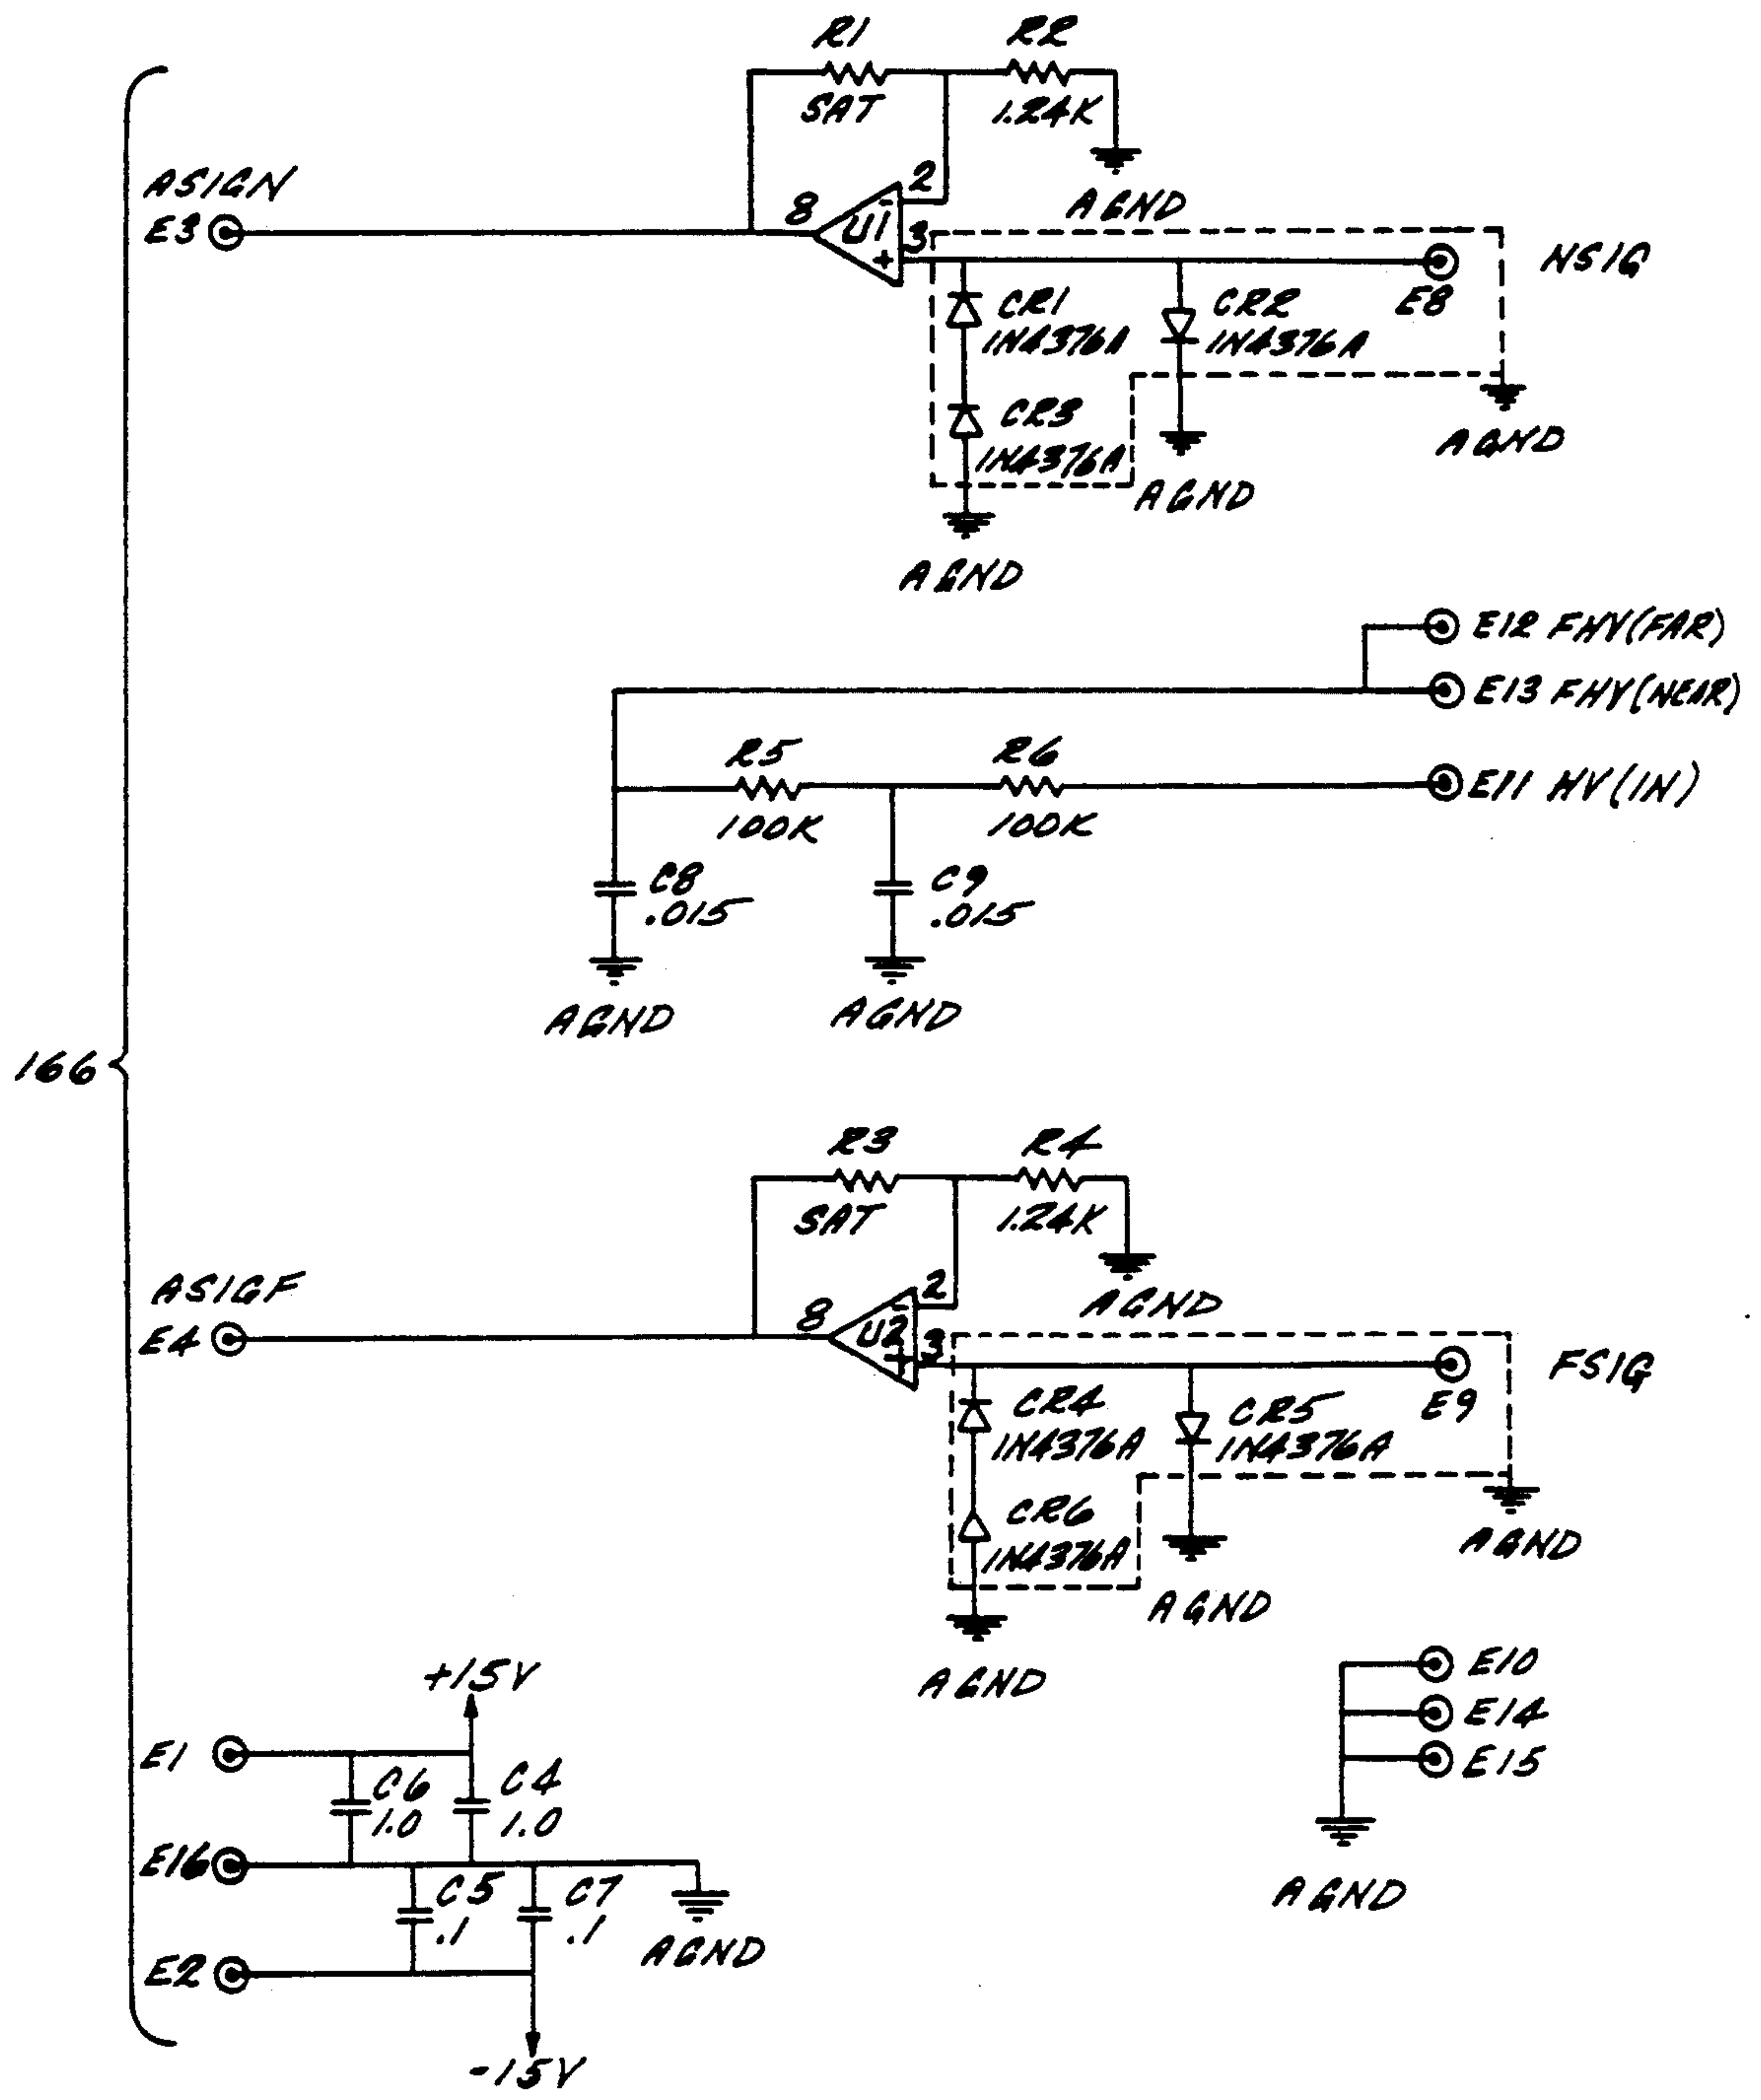 R1
R2
SAT
1.24K
ASIGN
E3
8
U1
2
-
3
+
AGND
NSIG
E8
CR1
1N4376A
CR2
1N4376A
CR3
1N4376A
AGND
AGND
AGND
E12 FHV(FAR)
E13 FHV(NEAR)
R5
100K
R6
100K
E11 HV(IN)
C8
.015
C9
.015
AGND
AGND
166
R3
R4
SAT
1.24K
ASIGF
E4
8
U2
2
-
3
+
AGND
FSIG
E9
CR4
1N4376A
CR5
1N4376A
CR6
1N4376A
AGND
AGND
AGND
+15V
E1
C6
1.0
C4
1.0
E16
C5
.1
C7
.1
AGND
E2
-15V
E10
E14
E15
AGND